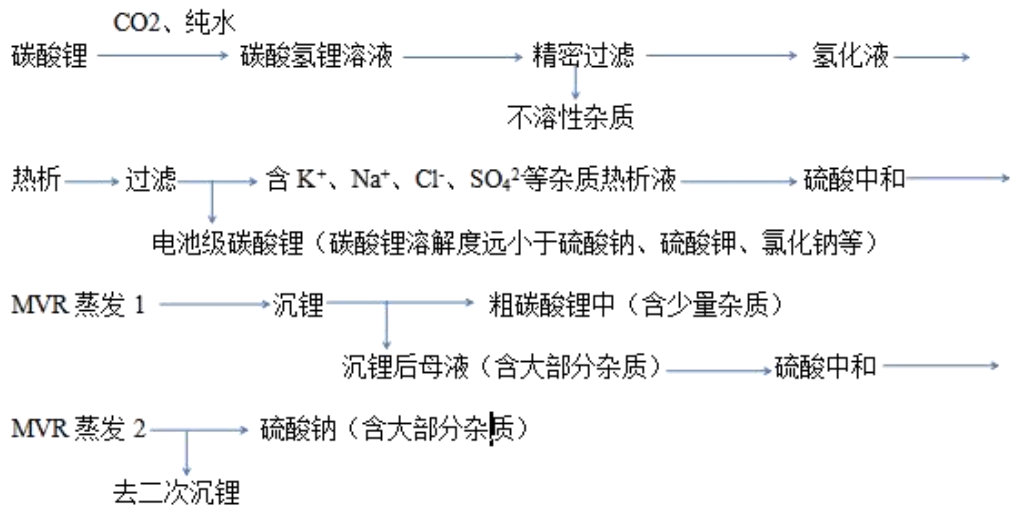 CO2、纯水
碳酸锂 碳酸氢锂溶液 精密过滤 氢化液
不溶性杂质
热析 过滤 含 K⁺、Na⁺、Cl⁻、SO₄²⁻等杂质热析液 硫酸中和
电池级碳酸锂（碳酸锂溶解度远小于硫酸钠、硫酸钾、氯化钠等）
MVR 蒸发 1 沉锂 粗碳酸锂中（含少量杂质）
沉锂后母液（含大部分杂质） 硫酸中和
MVR 蒸发 2 硫酸钠（含大部分杂质）
去二次沉锂